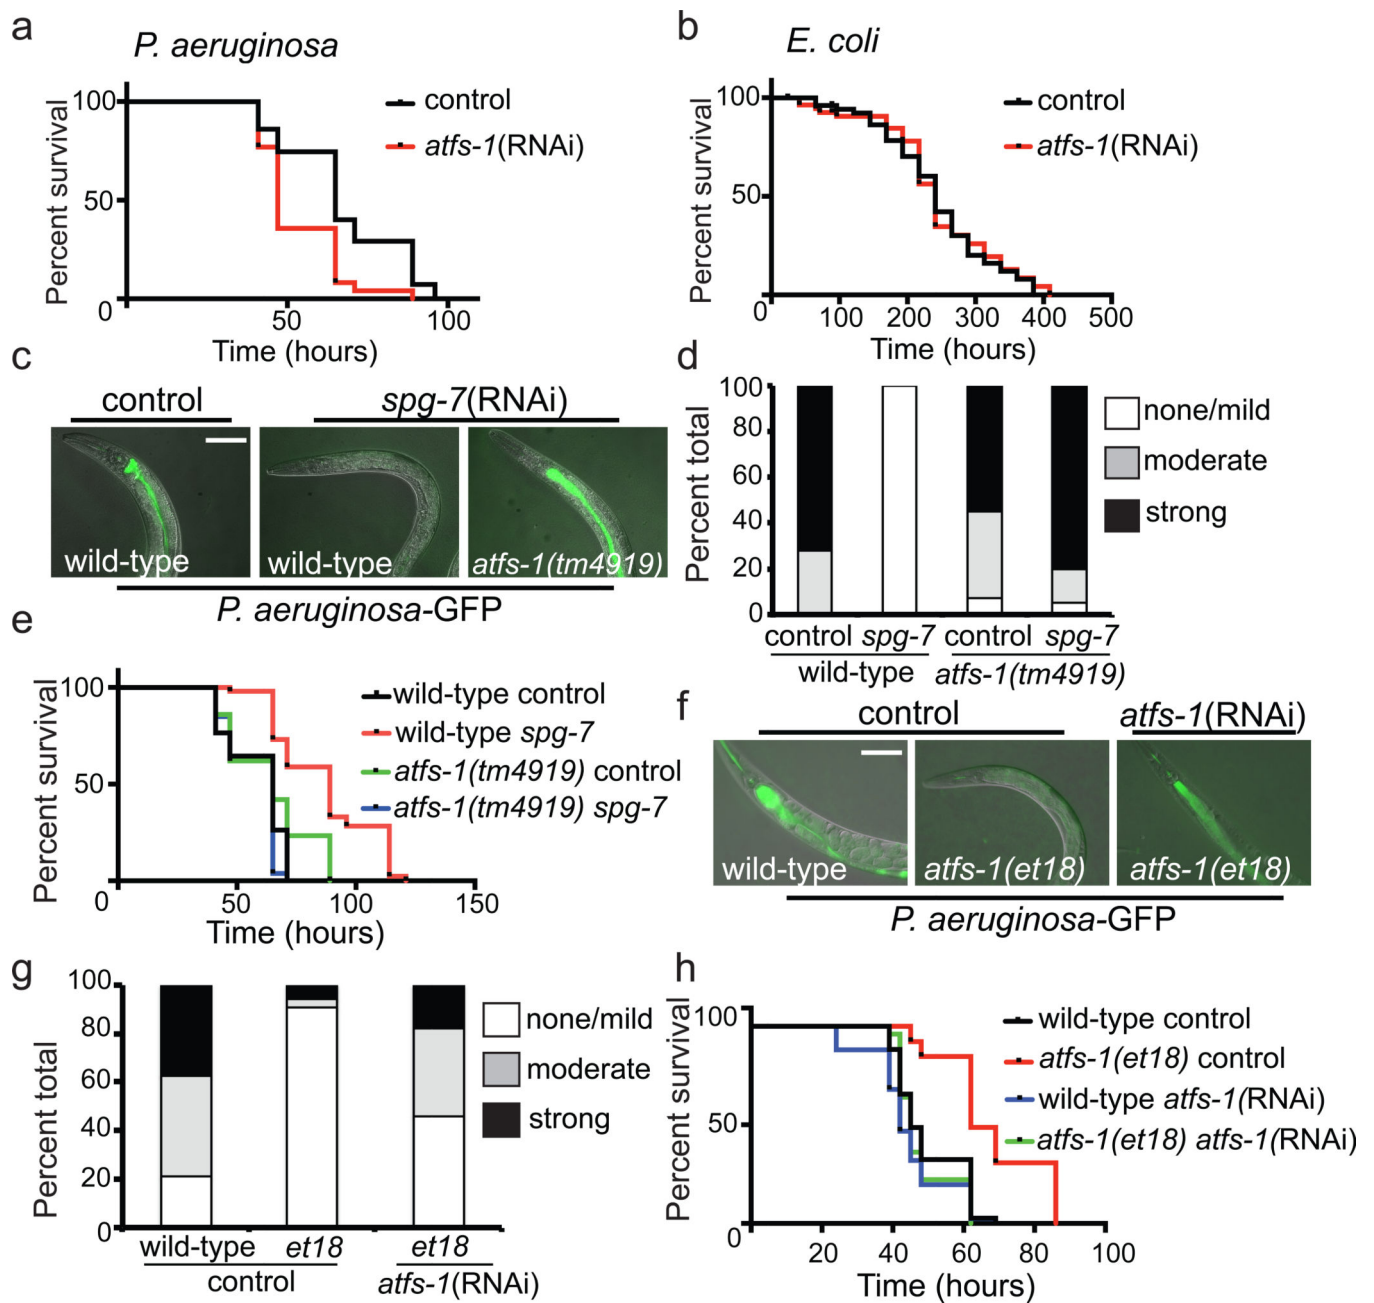 a
P. aeruginosa
Percent survival
100
50
0
50
100
Time (hours)
control
atfs-1(RNAi)
b
E. coli
Percent survival
100
50
0
100
200
300
400
500
Time (hours)
control
atfs-1(RNAi)
c
control
spg-7(RNAi)
wild-type
wild-type
atfs-1(tm4919)
P. aeruginosa-GFP
d
Percent total
100
80
60
40
20
0
control spg-7 control spg-7
wild-type atfs-1(tm4919)
none/mild
moderate
strong
e
Percent survival
100
50
0
50
100
150
Time (hours)
wild-type control
wild-type spg-7
atfs-1(tm4919) control
atfs-1(tm4919) spg-7
f
control
atfs-1(RNAi)
wild-type
atfs-1(et18)
atfs-1(et18)
P. aeruginosa-GFP
g
Percent total
100
80
60
40
20
0
wild-type et18 et18
control atfs-1(RNAi)
none/mild
moderate
strong
h
Percent survival
100
50
0
20
40
60
80
100
Time (hours)
wild-type control
atfs-1(et18) control
wild-type atfs-1(RNAi)
atfs-1(et18) atfs-1(RNAi)